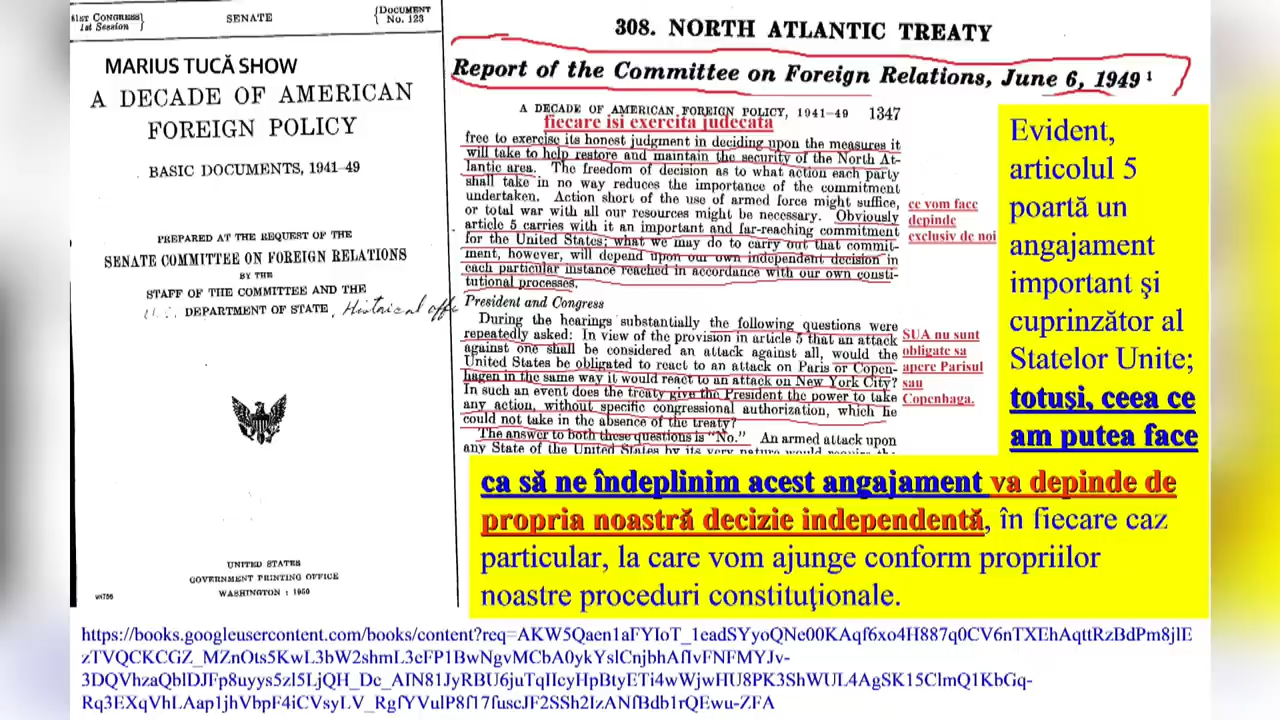 81ST CONGRESS
1st Session
SENATE
DOCUMENT
No. 123
MARIUS TUCĂ SHOW
A DECADE OF AMERICAN
FOREIGN POLICY
BASIC DOCUMENTS, 1941-49
PREPARED AT THE REQUEST OF THE
SENATE COMMITTEE ON FOREIGN RELATIONS
BY THE
STAFF OF THE COMMITTEE AND THE
DEPARTMENT OF STATE, Historical offi
UNITED STATES
GOVERNMENT PRINTING OFFICE
WASHINGTON : 1950
308. NORTH ATLANTIC TREATY
Report of the Committee on Foreign Relations, June 6, 1949 1
A DECADE OF AMERICAN FOREIGN POLICY, 1941-49 1347
fiecare isi exercita judecata
free to exercise its honest judgment in deciding upon the measures it
will take to help restore and maintain the security of the North At-
lantic area. The freedom of decision as to what action each party
shall take in no way reduces the importance of the commitment
undertaken. Action short of the use of armed force might suffice,
or total war with all our resources might be necessary. Obviously
article 5 carries with it an important and far-reaching commitment
for the United States; what we may do to carry out that commit-
ment, however, will depend upon our own independent decision in
each particular instance reached in accordance with our own consti-
tutional processes.
ce vom face
depinde
exclusiv de noi
President and Congress
During the hearings substantially the following questions were
repeatedly asked: In view of the provision in article 5 that an attack
against one shall be considered an attack against all, would the
United States be obligated to react to an attack on Paris or Copen-
hagen in the same way it would react to an attack on New York City?
In such an event does the treaty give the President the power to take
any action, without specific congressional authorization, which he
could not take in the absence of the treaty?
The answer to both these questions is "No." An armed attack upon
any State of the United States by its very nature would require the
SUA nu sunt
obligate sa
apere Parisul
sau
Copenhaga.
Evident,
articolul 5
poartă un
angajament
important şi
cuprinzător al
Statelor Unite;
totuşi, ceea ce
am putea face
ca să ne îndeplinim acest angajament va depinde de
propria noastră decizie independentă, în fiecare caz
particular, la care vom ajunge conform propriilor
noastre proceduri constituţionale.